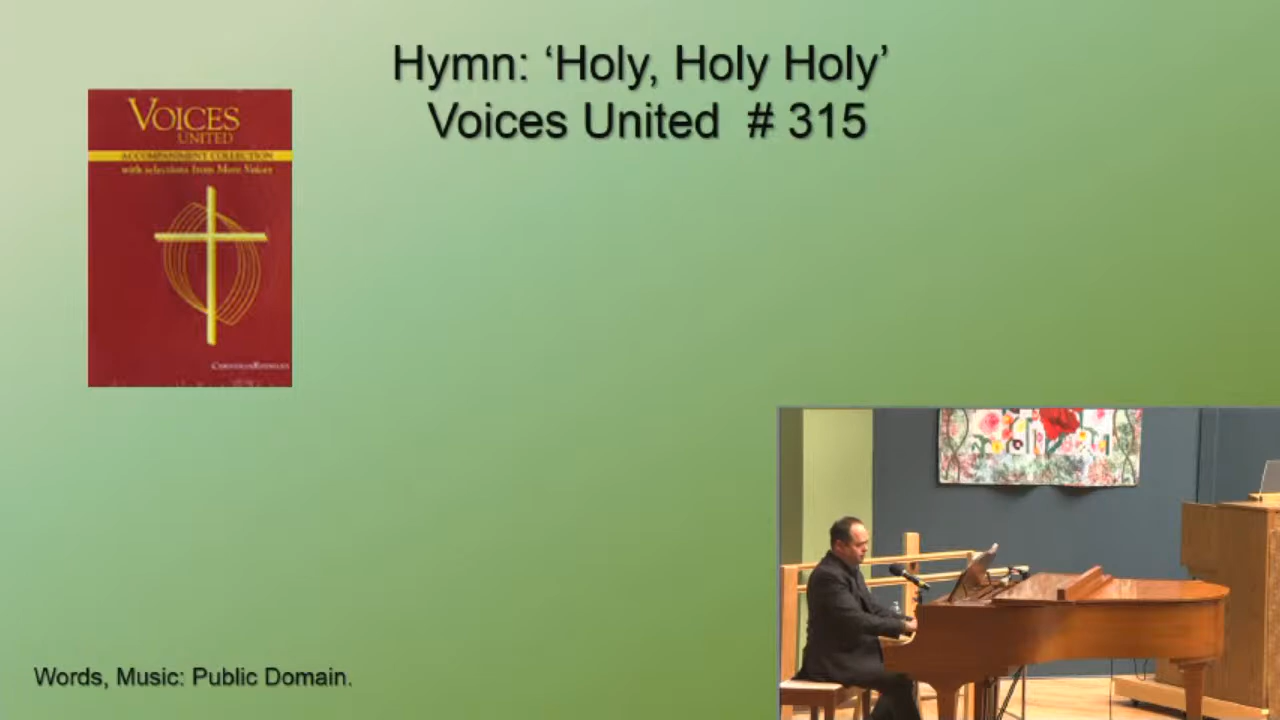 Hymn: ‘Holy, Holy Holy’
Voices United # 315
VOICES
UNITED
ACCOMPANIMENT COLLECTION
with selections from More Voices
Words, Music: Public Domain.